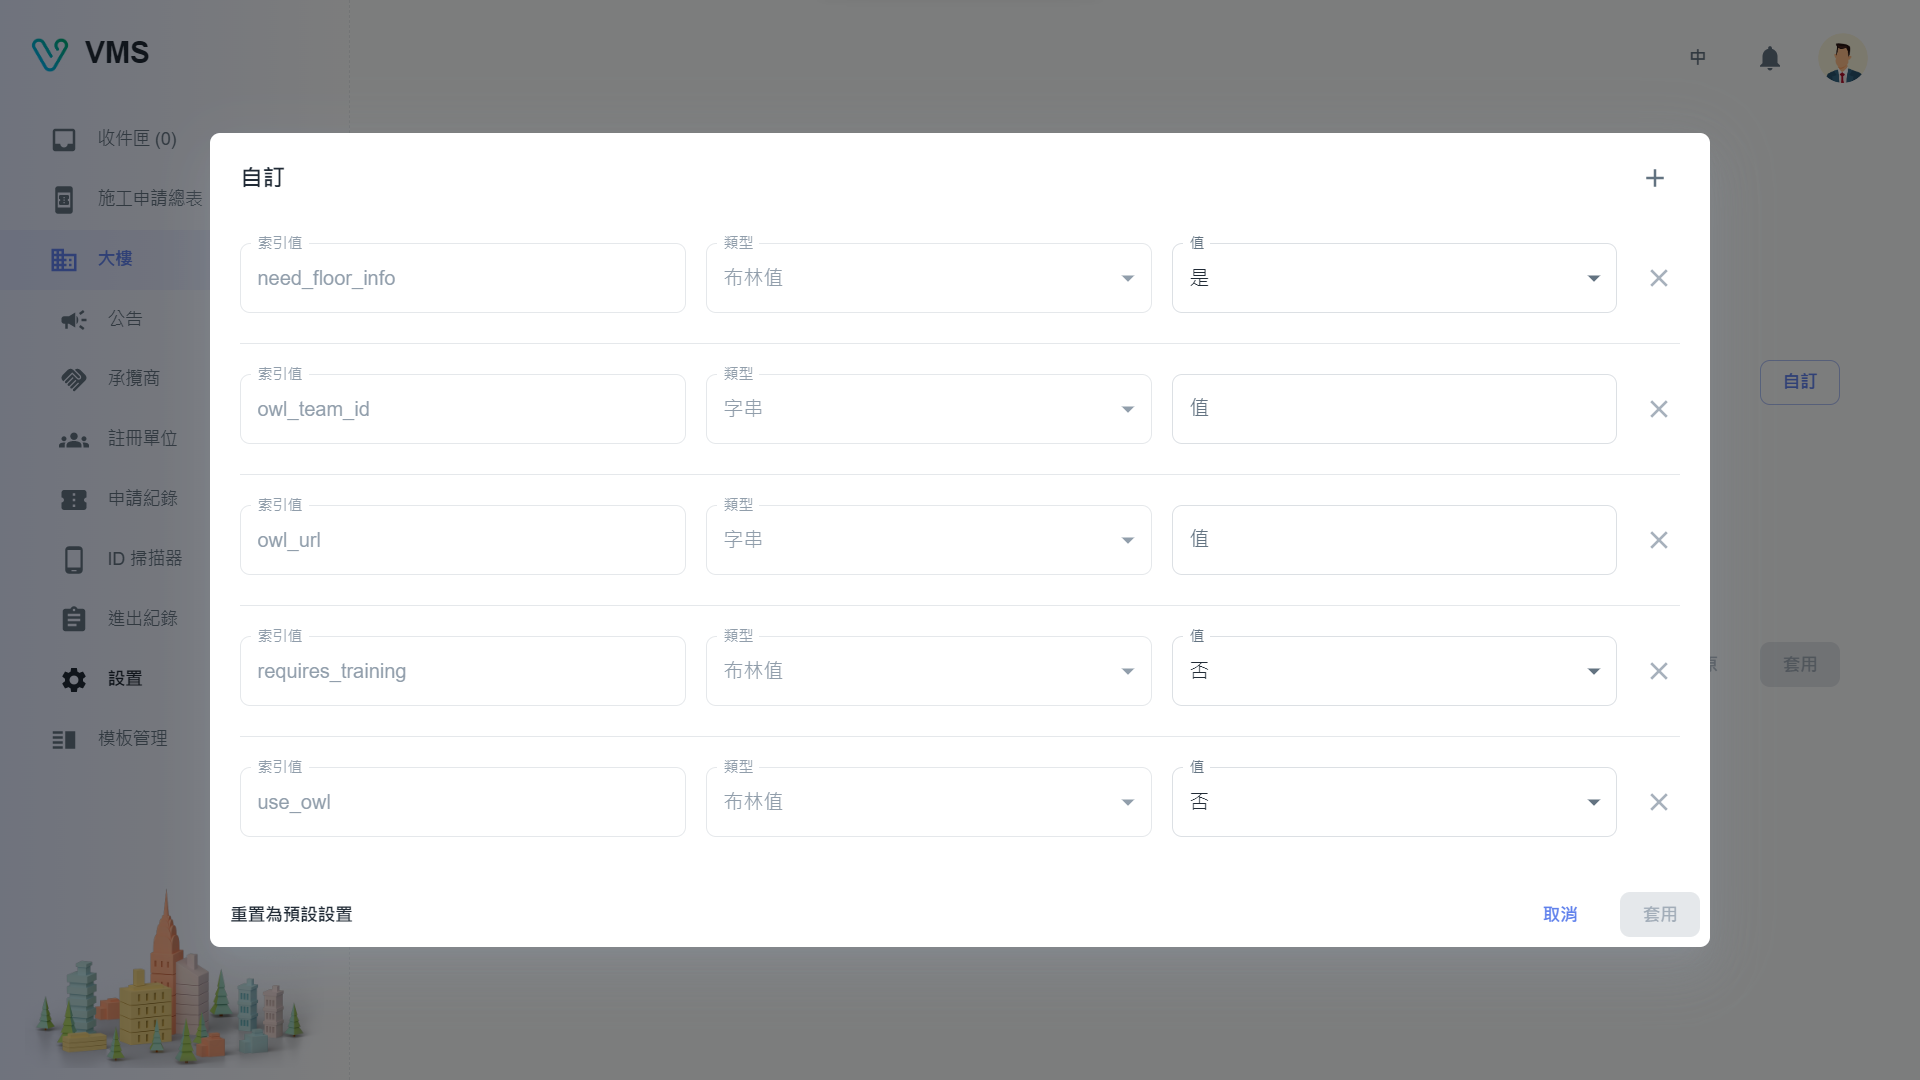 VMS
中
收件匣 (0)
施工申請總表
大樓
公告
承攬商
註冊單位
申請紀錄
ID 掃描器
進出紀錄
設置
模板管理
自訂
索引值
need_floor_info
類型
布林值
值
是
索引值
owl_team_id
類型
字串
值
索引值
owl_url
類型
字串
值
索引值
requires_training
類型
布林值
值
否
索引值
use_owl
類型
布林值
值
否
重置為預設設置
取消
套用
自訂
套用